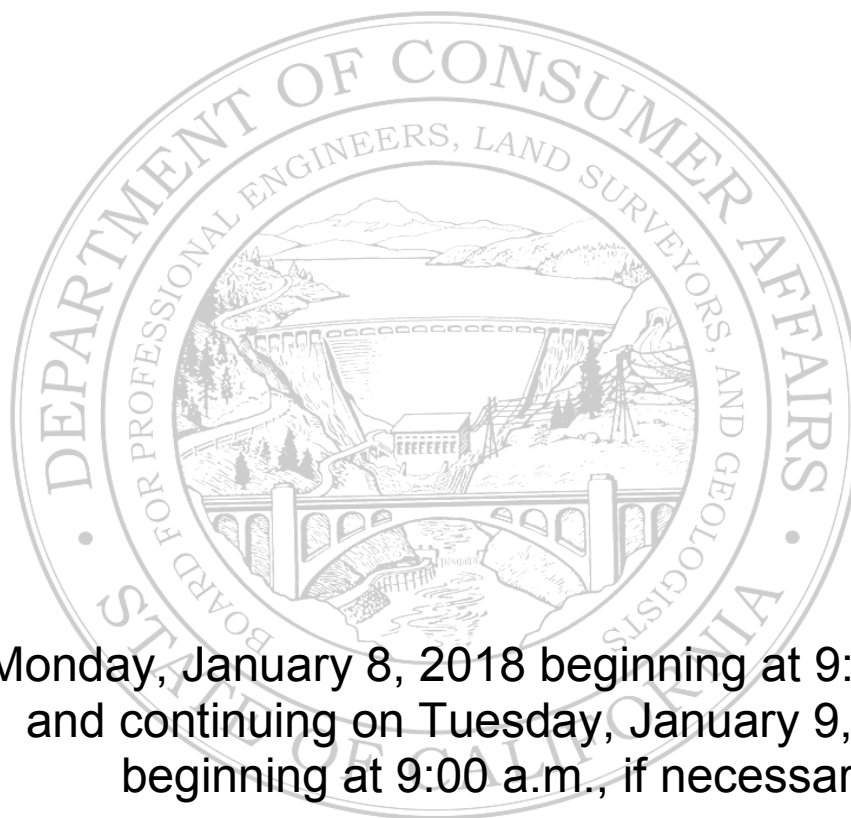 DEPARTMENT OF CONSUMER AFFAIRS
BOARD FOR PROFESSIONAL ENGINEERS, LAND SURVEYORS, AND GEOLOGISTS
STATE OF CALIFORNIA
Monday, January 8, 2018 beginning at 9:
and continuing on Tuesday, January 9,
beginning at 9:00 a.m., if